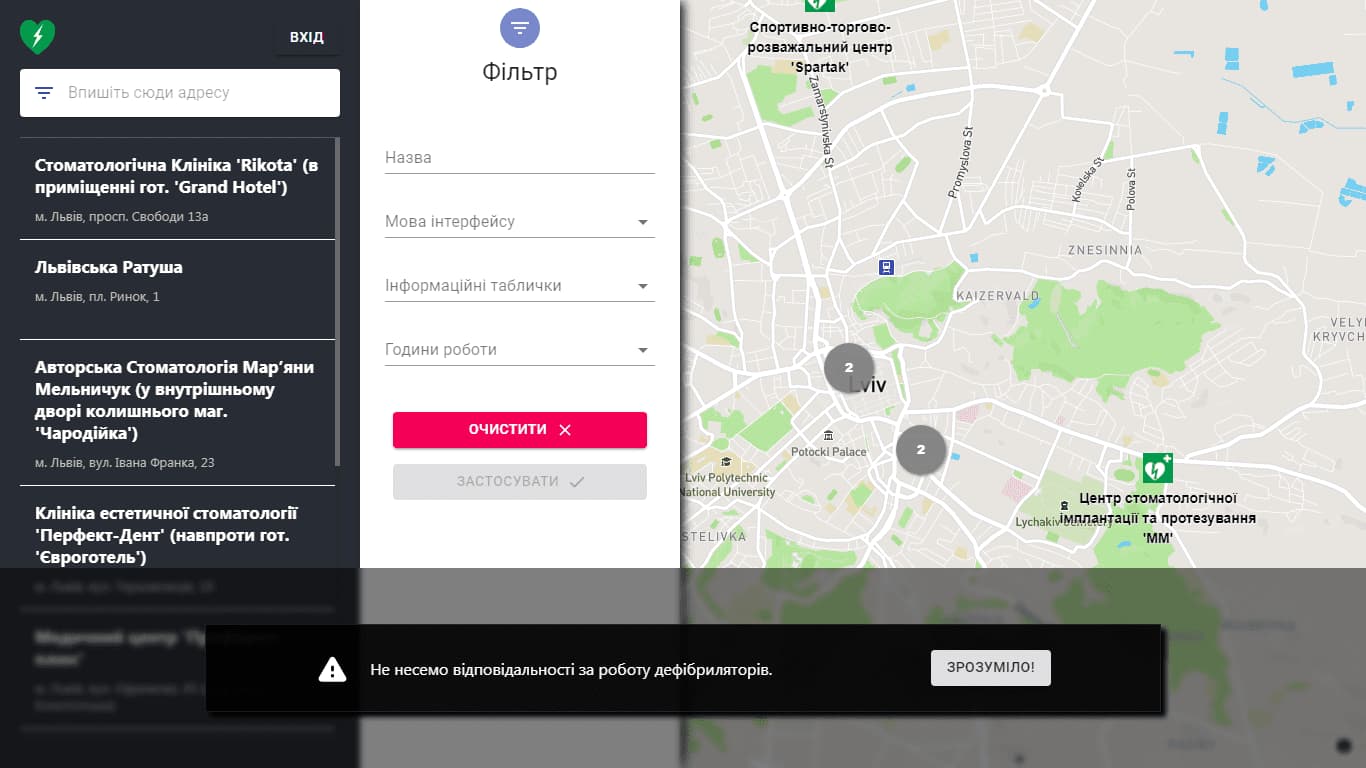 ВХІД
Впишіть сюди адресу
Стоматологічна Клініка 'Rikota' (в
приміщенні гот. 'Grand Hotel')
м. Львів, просп. Свободи 13а
Львівська Ратуша
м. Львів, пл. Ринок, 1
Авторська Стоматологія Мар’яни
Мельничук (у внутрішньому
дворі колишнього маг.
'Чародійка')
м. Львів, вул. Івана Франка, 23
Клініка естетичної стоматології
'Перфект-Дент' (навпроти гот.
'Євроготель')
Фільтр
Назва
Мова інтерфейсу
Інформаційні таблички
Години роботи
ОЧИСТИТИ
ЗАСТОСУВАТИ
Спортивно-торгово-
розважальний центр
'Spartak'
Zamarstynivska St
Promyslova St
Kovelska St
Polova St
ZNESINNIA
KAIZERVALD
VELY
KRYVCH
2
Lviv
2
Potocki Palace
Lviv Polytechnic
National University
STELIVKA
Lychakiv Cemetery
Центр стоматологічної
імплантації та протезування
'ММ'
Не несемо відповідальності за роботу дефібриляторів.
ЗРОЗУМІЛО!